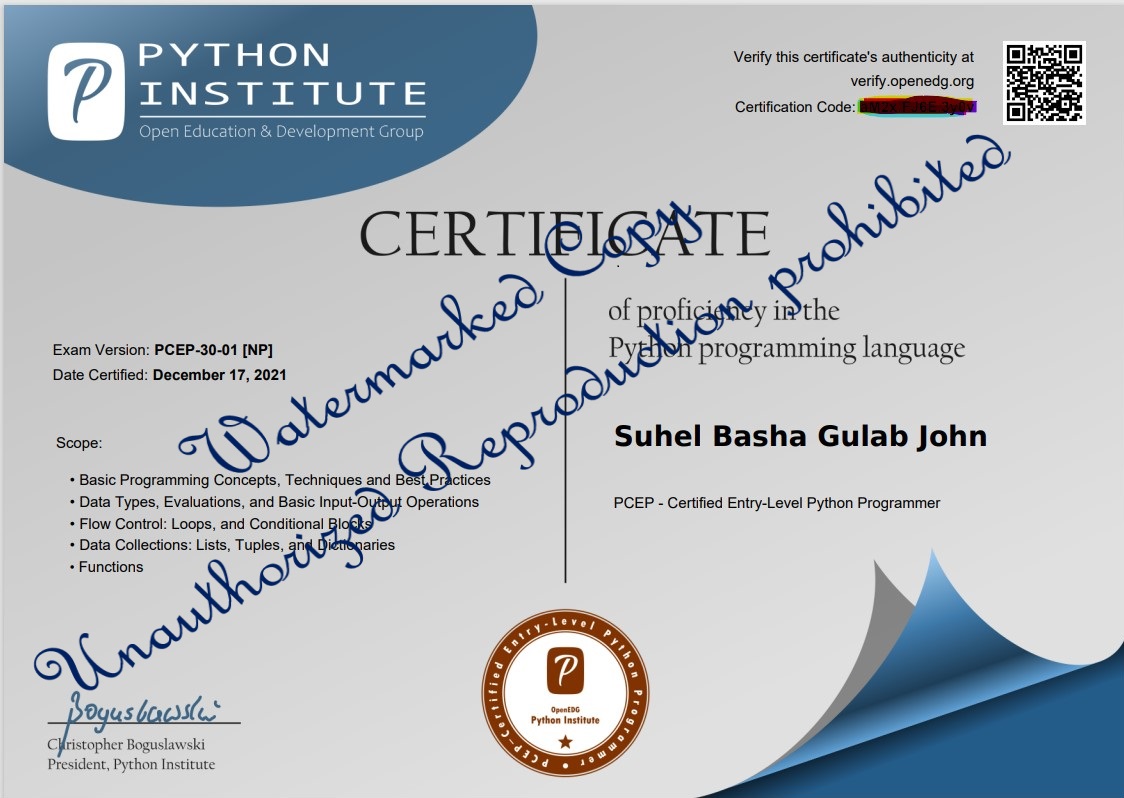 PYTHON
INSTITUTE
Open Education & Development Group
Verify this certificate's authenticity at
verify.openedg.org
Certification Code:
CERTIFICATE
of proficiency in the
Python programming language
Exam Version: PCEP-30-01 [NP]
Date Certified: December 17, 2021
Scope:
• Basic Programming Concepts, Techniques and Best Practices
• Data Types, Evaluations, and Basic Input-Output Operations
• Flow Control: Loops, and Conditional Blocks
• Data Collections: Lists, Tuples, and Dictionaries
• Functions
Suhel Basha Gulab John
PCEP - Certified Entry-Level Python Programmer
Watermarked Copy
Unauthorized Reproduction prohibited
Boguslawski
Christopher Boguslawski
President, Python Institute
PCEP-Certified Entry-Level Python Programmer
OpenEDG
Python Institute